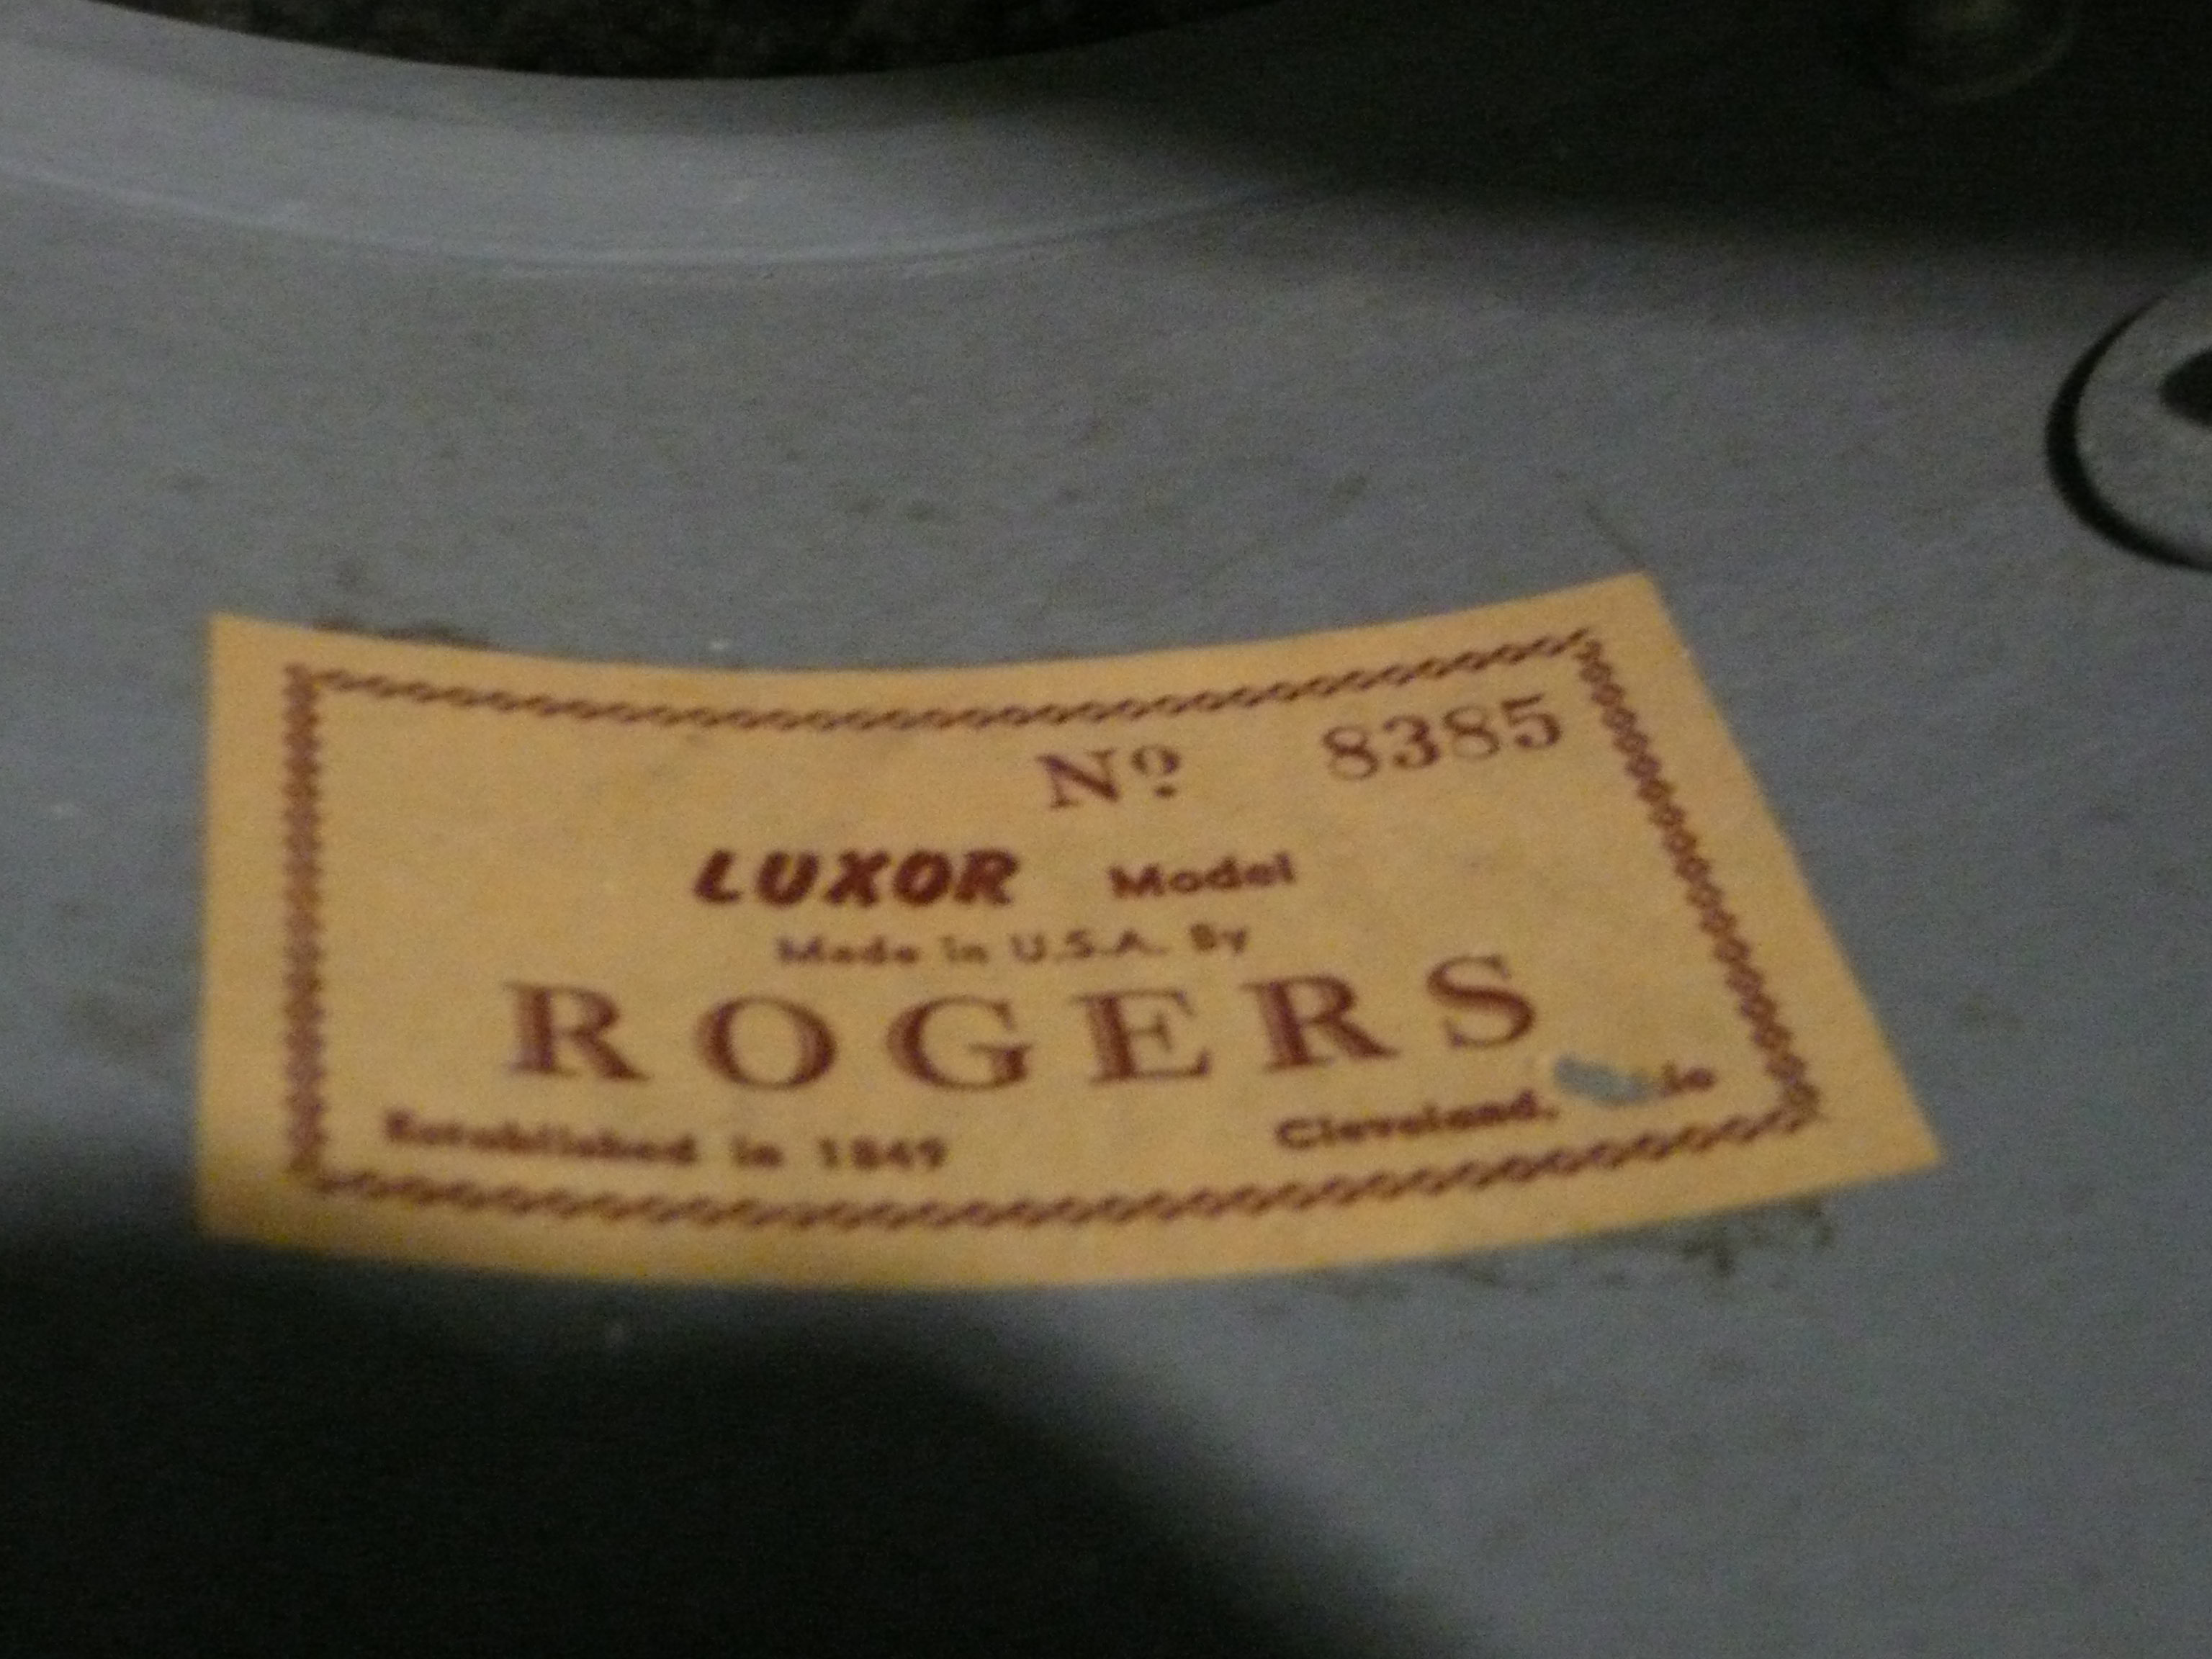 Nº 8385
LUXOR Model
Made in U.S.A. By
ROGERS
Established in 1849 Cleveland,